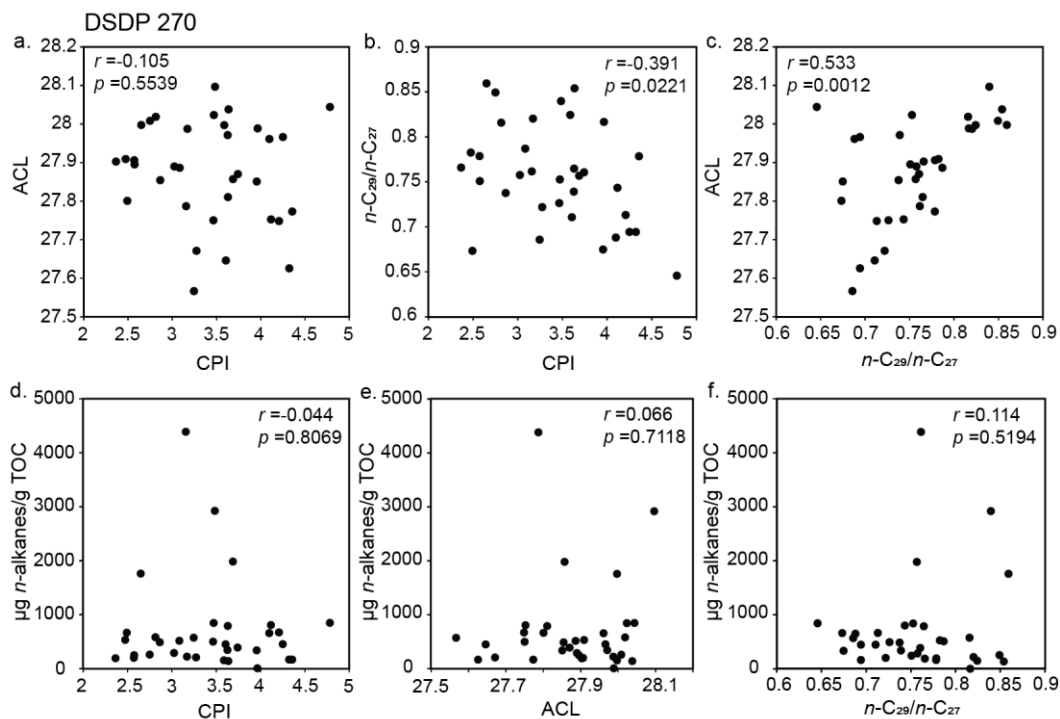 DSDP 270
a.
r =-0.105
p =0.5539
ACL
28.2
28.1
28
27.9
27.8
27.7
27.6
27.5
2 2.5 3 3.5 4 4.5 5
CPI
b.
r =-0.391
p =0.0221
n-C₂₉/n-C₂₇
0.9
0.85
0.8
0.75
0.7
0.65
0.6
2 2.5 3 3.5 4 4.5 5
CPI
c.
r =0.533
p =0.0012
ACL
28.2
28.1
28
27.9
27.8
27.7
27.6
27.5
0.6 0.65 0.7 0.75 0.8 0.85 0.9
n-C₂₉/n-C₂₇
d.
r =-0.044
p =0.8069
µg n-alkanes/g TOC
5000
4000
3000
2000
1000
0
2 2.5 3 3.5 4 4.5 5
CPI
e.
r =0.066
p =0.7118
5000
4000
3000
2000
1000
0
27.5 27.7 27.9 28.1
ACL
f.
r =0.114
p =0.5194
µg n-alkanes/g TOC
5000
4000
3000
2000
1000
0
0.6 0.65 0.7 0.75 0.8 0.85 0.9
n-C₂₉/n-C₂₇